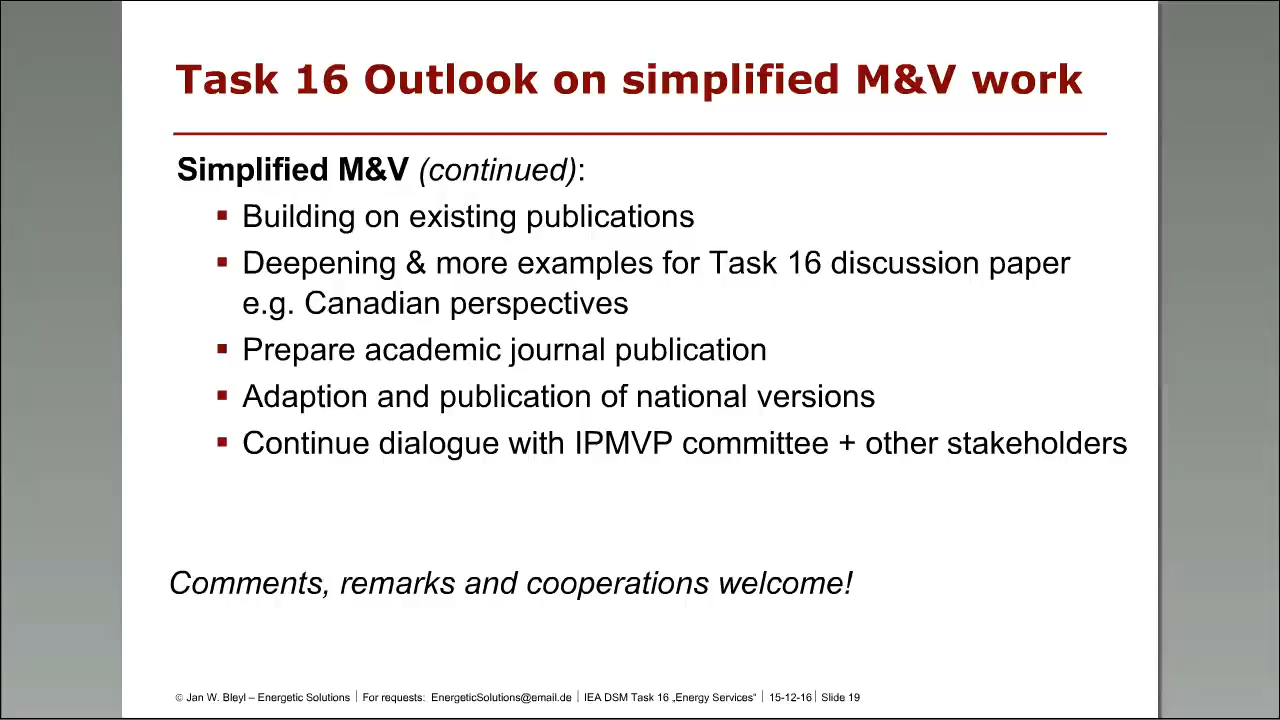 Task 16 Outlook on simplified M&V work
Simplified M&V (continued):
▪ Building on existing publications
▪ Deepening & more examples for Task 16 discussion paper
e.g. Canadian perspectives
▪ Prepare academic journal publication
▪ Adaption and publication of national versions
▪ Continue dialogue with IPMVP committee + other stakeholders
Comments, remarks and cooperations welcome!
© Jan W. Bleyl – Energetic Solutions | For requests: EnergeticSolutions@email.de | IEA DSM Task 16 „Energy Services“ | 15-12-16 | Slide 19